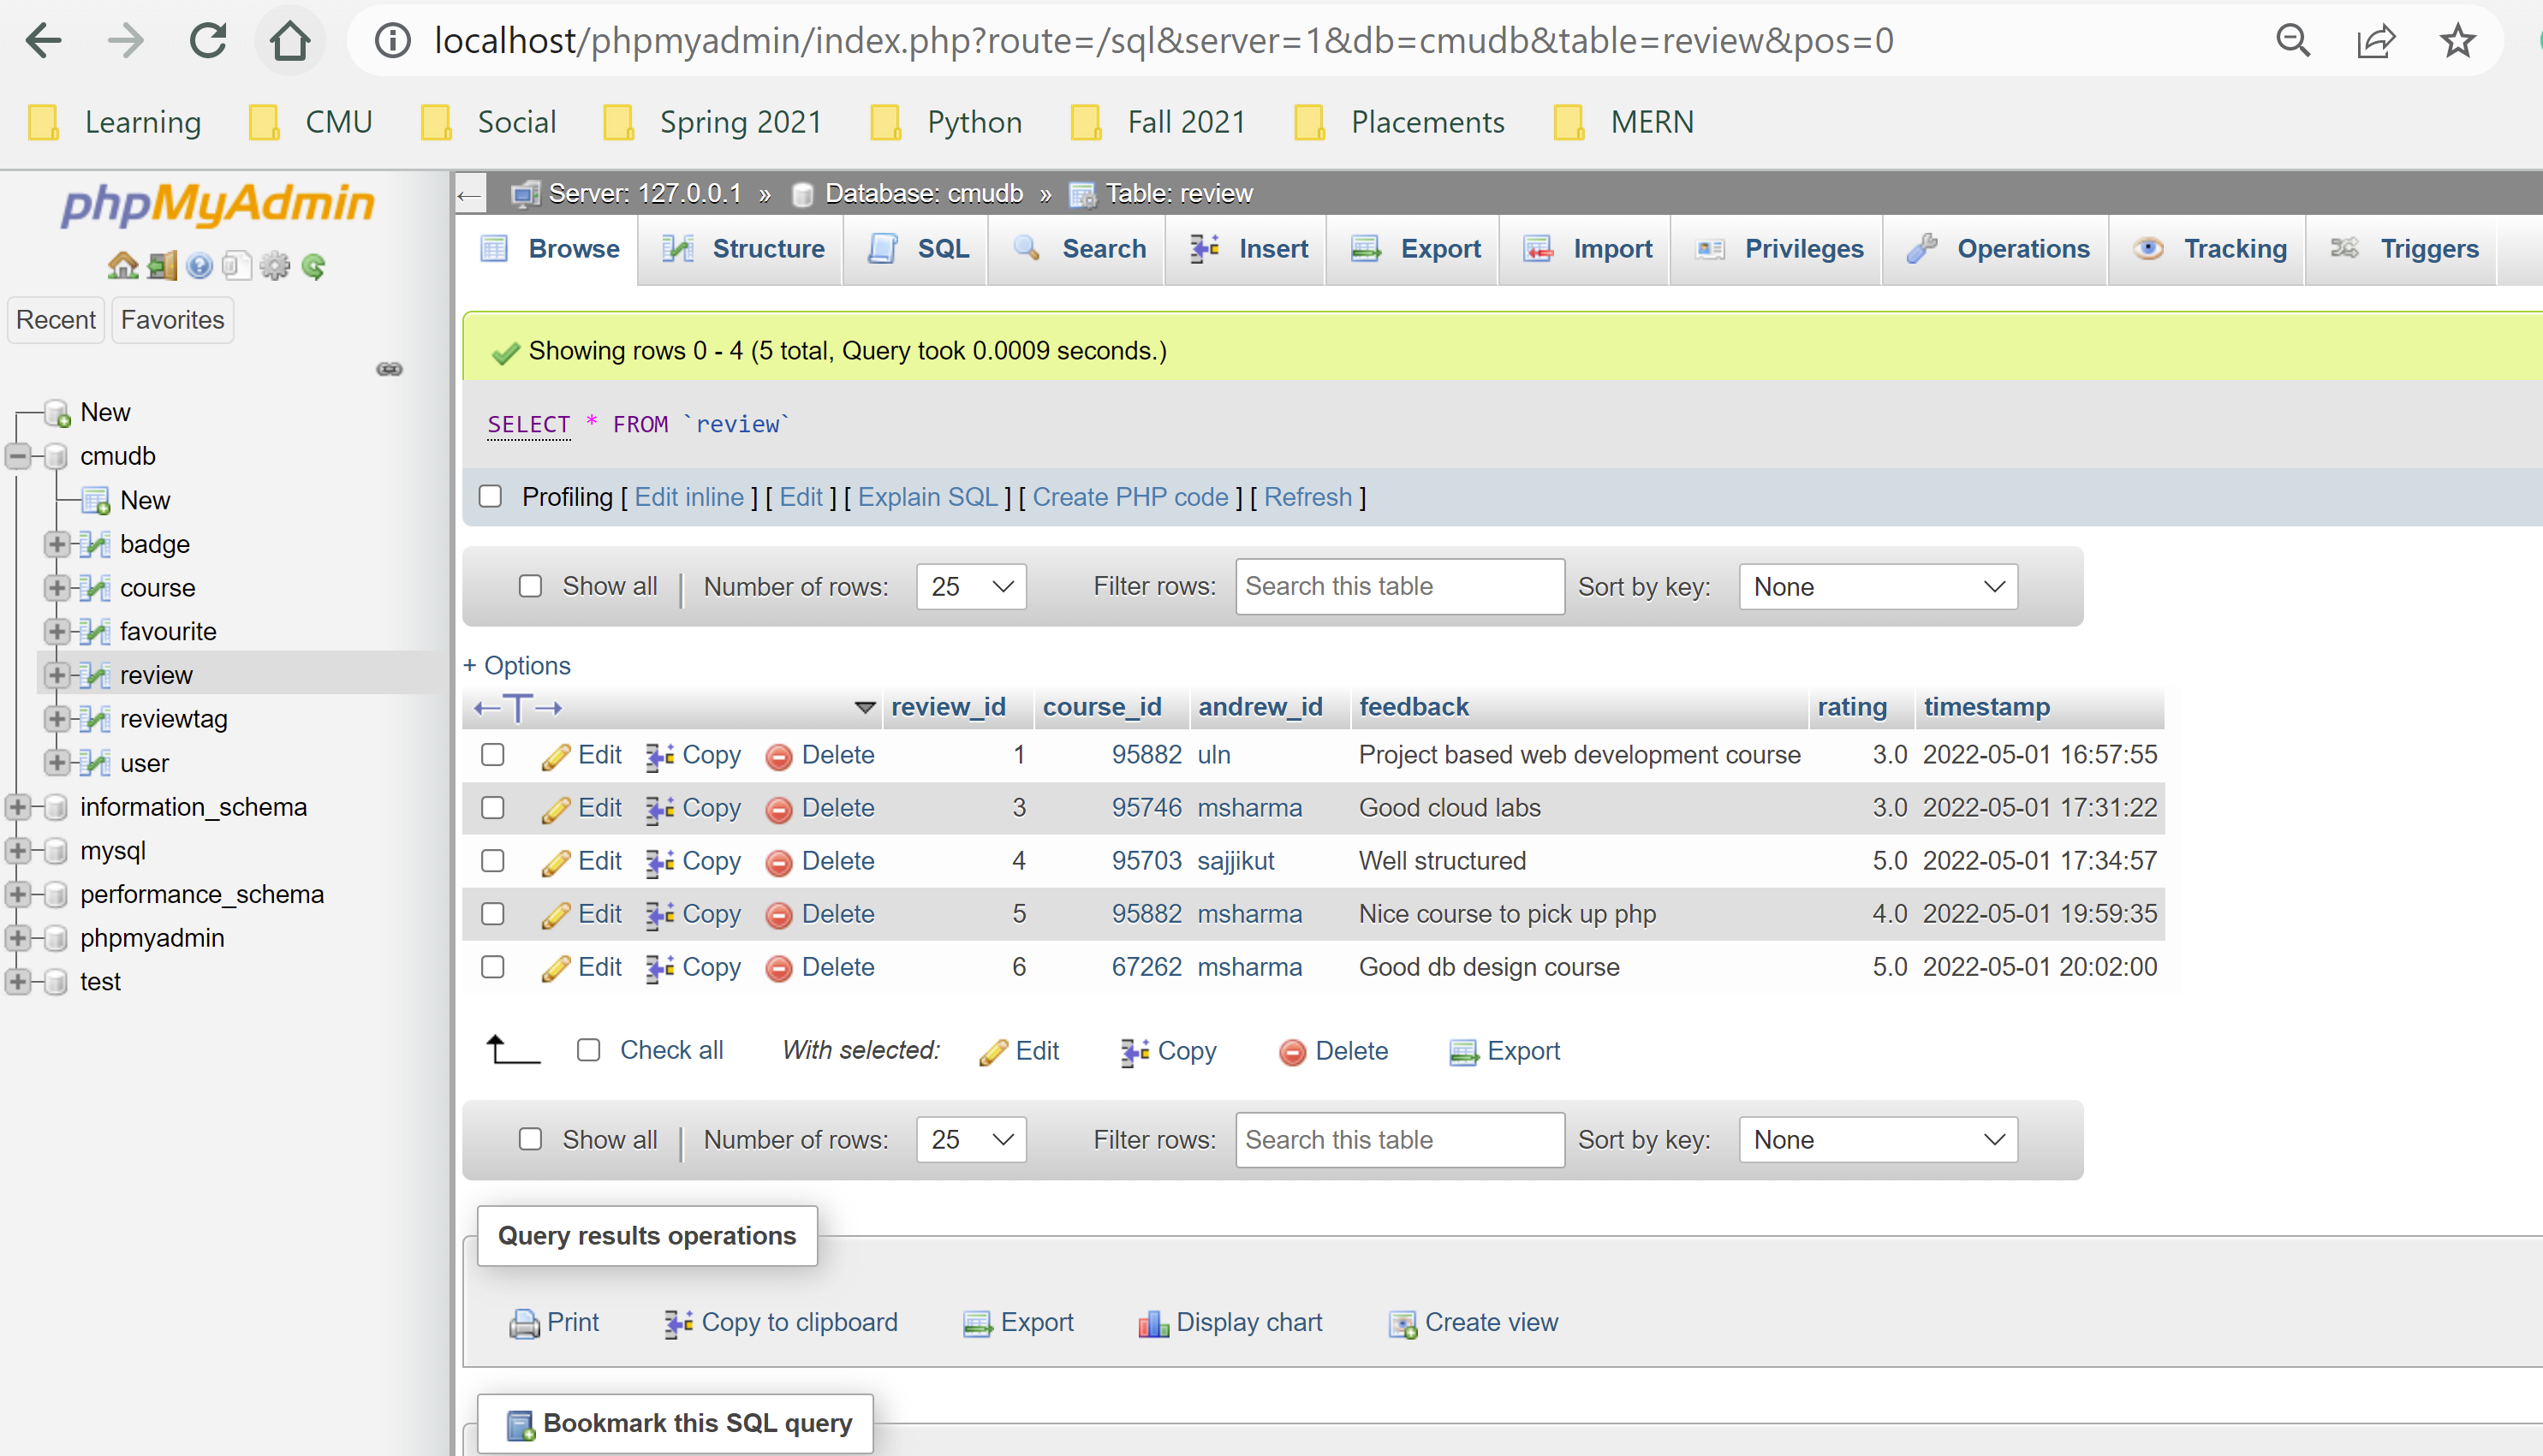 localhost/phpmyadmin/index.php?route=/sql&server=1&db=cmudb&table=review&pos=0
Learning CMU Social Spring 2021 Python Fall 2021 Placements MERN
phpMyAdmin
Recent Favorites
New
cmudb
New
badge
course
favourite
review
reviewtag
user
information_schema
mysql
performance_schema
phpmyadmin
test
Server: 127.0.0.1 » Database: cmudb » Table: review
Browse Structure SQL Search Insert Export Import Privileges Operations Tracking Triggers
Showing rows 0 - 4 (5 total, Query took 0.0009 seconds.)
SELECT * FROM `review`
Profiling [ Edit inline ] [ Edit ] [ Explain SQL ] [ Create PHP code ] [ Refresh ]
Show all | Number of rows: 25 Filter rows: Search this table Sort by key: None
+ Options
←T→ review_id course_id andrew_id feedback rating timestamp
Edit Copy Delete 1 95882 uln Project based web development course 3.0 2022-05-01 16:57:55
Edit Copy Delete 3 95746 msharma Good cloud labs 3.0 2022-05-01 17:31:22
Edit Copy Delete 4 95703 sajjikut Well structured 5.0 2022-05-01 17:34:57
Edit Copy Delete 5 95882 msharma Nice course to pick up php 4.0 2022-05-01 19:59:35
Edit Copy Delete 6 67262 msharma Good db design course 5.0 2022-05-01 20:02:00
Check all With selected: Edit Copy Delete Export
Show all | Number of rows: 25 Filter rows: Search this table Sort by key: None
Query results operations
Print Copy to clipboard Export Display chart Create view
Bookmark this SQL query